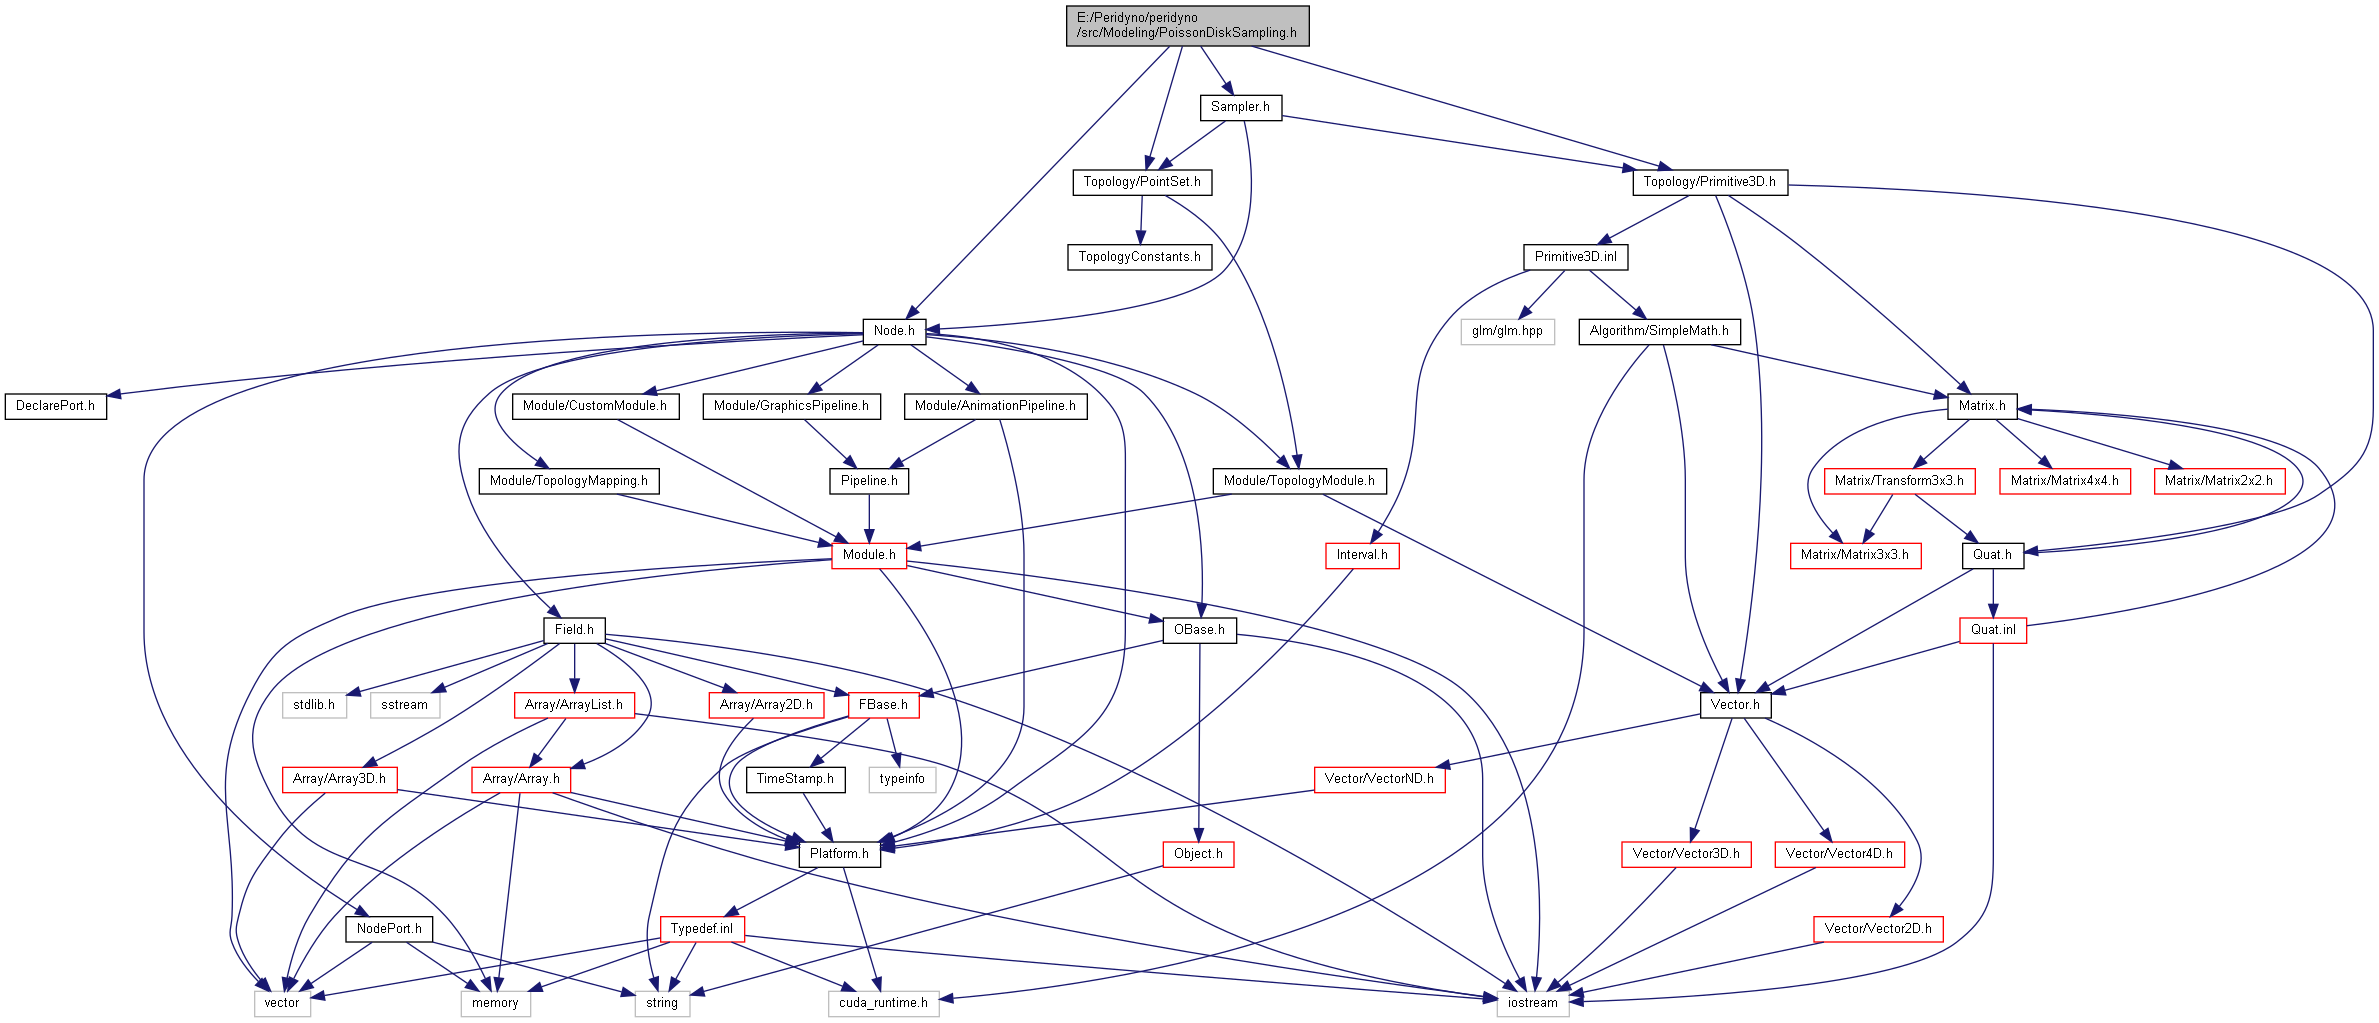 E:/Peridyno/peridyno
/src/Modeling/PoissonDiskSampling.h
Sampler.h
Topology/PointSet.h
Topology/Primitive3D.h
TopologyConstants.h
Primitive3D.inl
Node.h
glm/glm.hpp
Algorithm/SimpleMath.h
DeclarePort.h
Module/CustomModule.h
Module/GraphicsPipeline.h
Module/AnimationPipeline.h
Matrix.h
Module/TopologyMapping.h
Pipeline.h
Module/TopologyModule.h
Matrix/Transform3x3.h
Matrix/Matrix4x4.h
Matrix/Matrix2x2.h
Module.h
Interval.h
Matrix/Matrix3x3.h
Quat.h
Field.h
OBase.h
Quat.inl
stdlib.h
sstream
Array/ArrayList.h
Array/Array2D.h
FBase.h
Vector.h
Array/Array3D.h
Array/Array.h
TimeStamp.h
typeinfo
Vector/VectorND.h
Platform.h
Object.h
Vector/Vector3D.h
Vector/Vector4D.h
NodePort.h
Typedef.inl
Vector/Vector2D.h
vector
memory
string
cuda_runtime.h
iostream